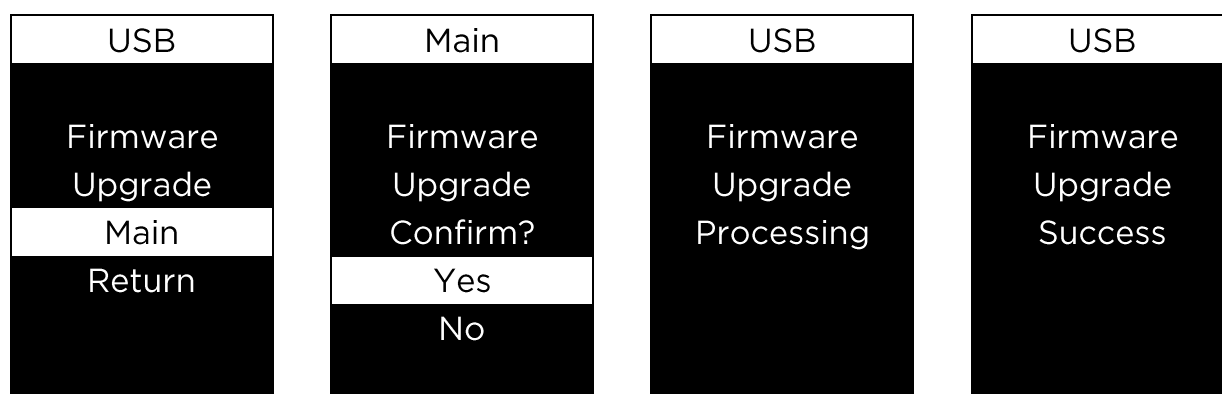 USB
Firmware
Upgrade
Main
Return
Main
Firmware
Upgrade
Confirm?
Yes
No
USB
Firmware
Upgrade
Processing
USB
Firmware
Upgrade
Success